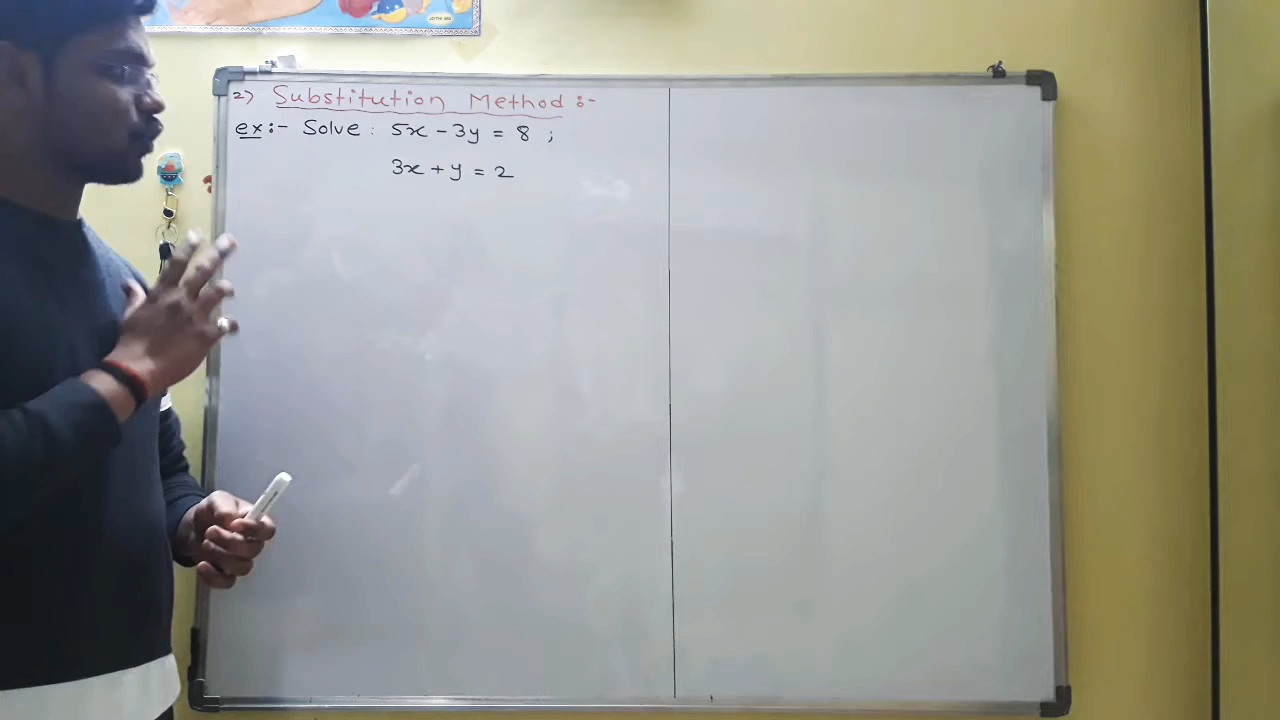 2) Substitution Method :-
ex :- Solve : 5x - 3y = 8 ;
3x + y = 2